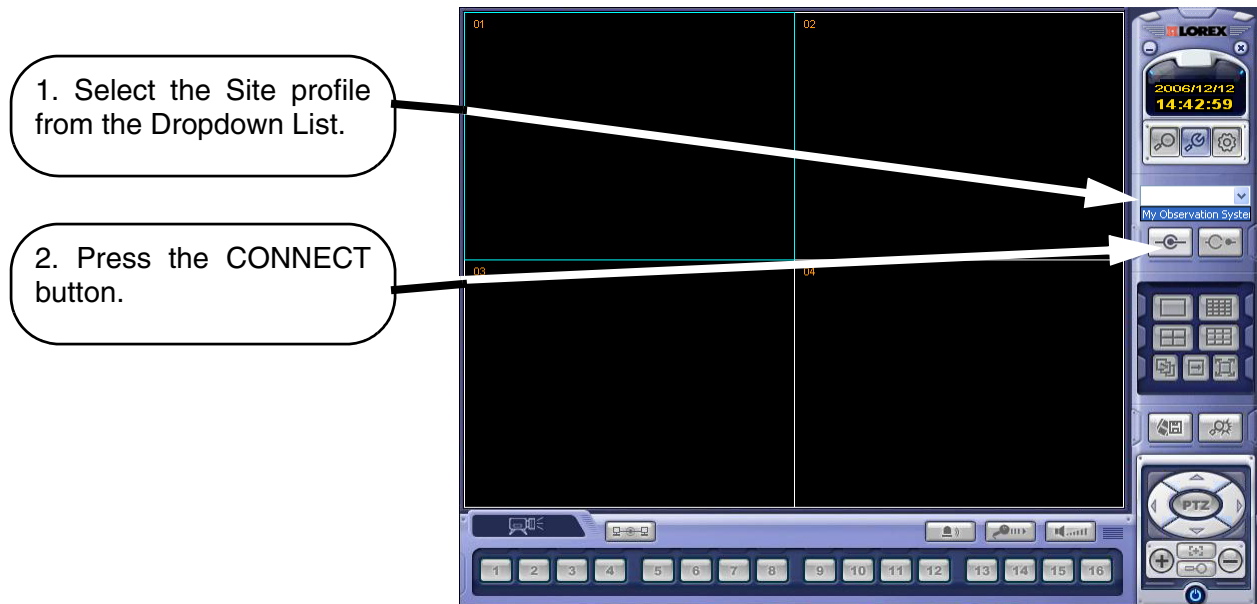 1. Select the Site profile
from the Dropdown List.
2. Press the CONNECT
button.
01
02
03
04
LOREX
2006/12/12
14:42:59
My Observation Syste
PTZ
1 2 3 4 5 6 7 8 9 10 11 12 13 14 15 16